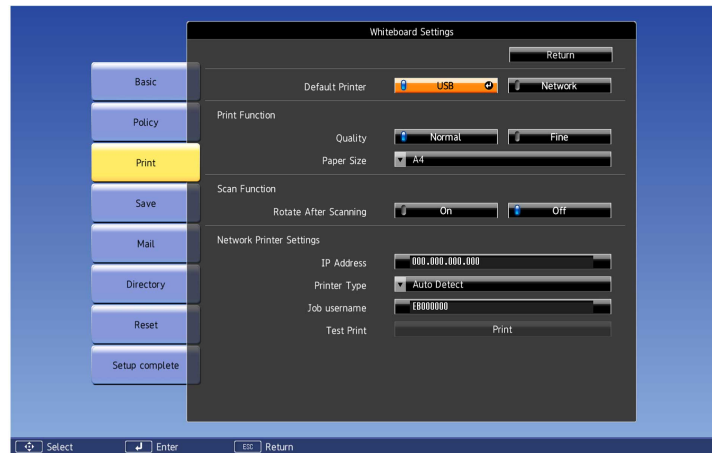 Whiteboard Settings
Return
Basic
Policy
Print
Save
Mail
Directory
Reset
Setup complete
Default Printer USB Network
Print Function
Quality Normal Fine
Paper Size A4
Scan Function
Rotate After Scanning On Off
Network Printer Settings
IP Address 000.000.000.000
Printer Type Auto Detect
Job username EB000000
Test Print Print
Select Enter ESC Return